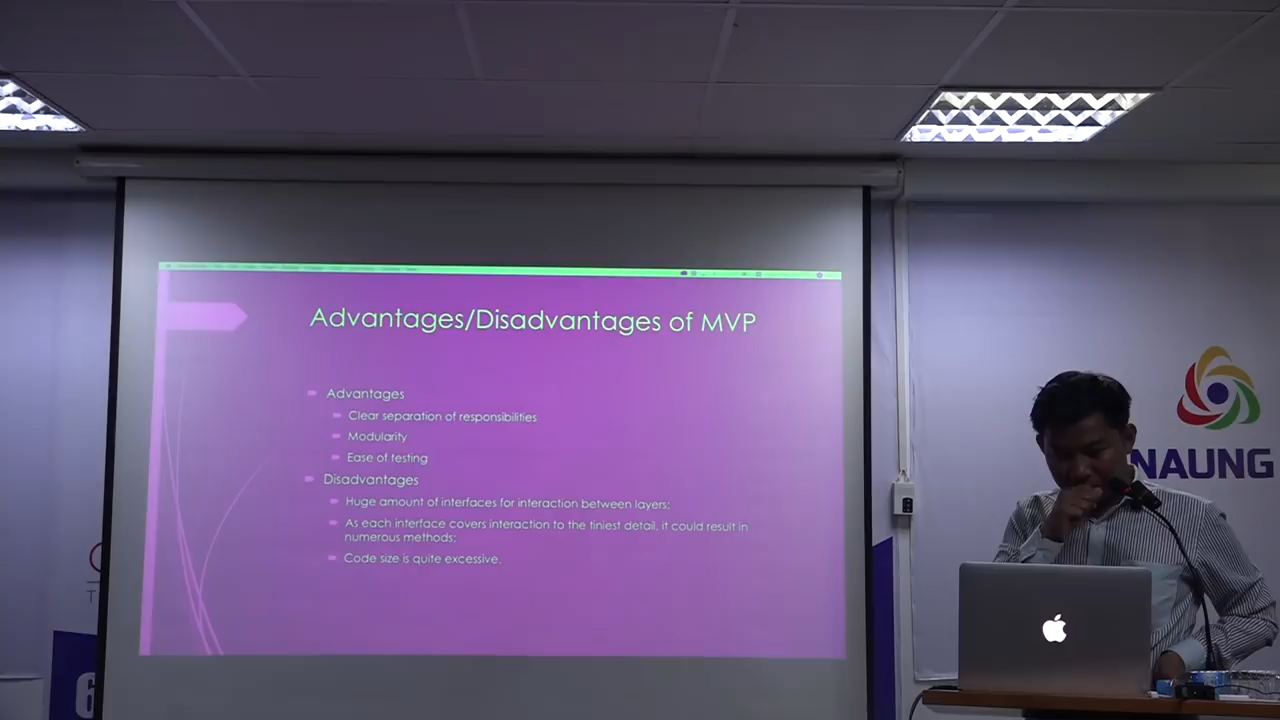 Advantages/Disadvantages of MVP
Advantages
Clear separation of responsibilities
Modularity
Ease of testing
Disadvantages
Huge amount of interfaces for interaction between layers;
As each interface covers interaction to the tiniest detail, it could result in
numerous methods;
Code size is quite excessive.
NAUNG
6
T